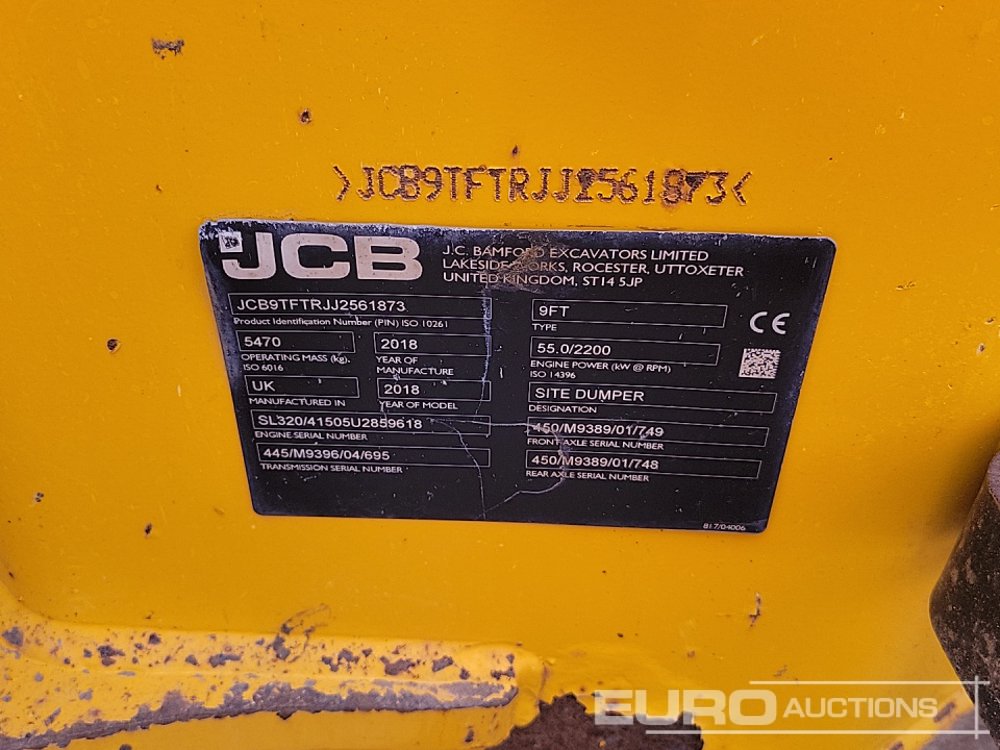 >JCB9TFTRJJ2561873<
JCB
J.C. BAMFORD EXCAVATORS LIMITED
LAKESIDE WORKS, ROCESTER, UTTOXETER
UNITED KINGDOM, ST14 5JP
JCB9TFTRJJ2561873
Product Identification Number (PIN) ISO 10261
5470
OPERATING MASS (kg)
ISO 6016
2018
YEAR OF
MANUFACTURE
UK
MANUFACTURED IN
2018
YEAR OF MODEL
SL320/41505U2859618
ENGINE SERIAL NUMBER
445/M9396/04/695
TRANSMISSION SERIAL NUMBER
9FT
TYPE
CE
55.0/2200
ENGINE POWER (kW @ RPM)
ISO 14396
SITE DUMPER
DESIGNATION
450/M9389/01/749
FRONT AXLE SERIAL NUMBER
450/M9389/01/748
REAR AXLE SERIAL NUMBER
817/04006
EURO AUCTIONS